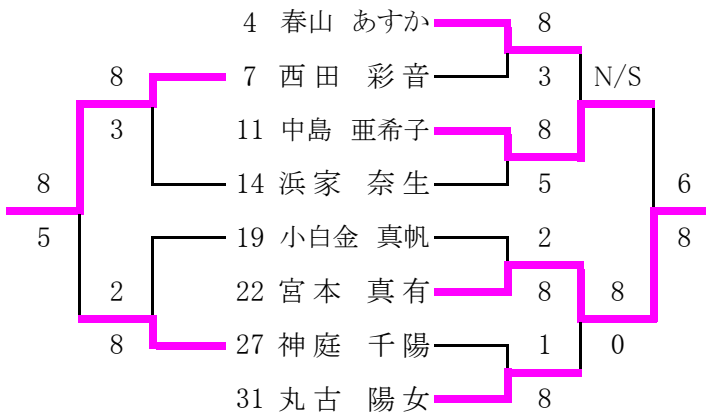 4 春山 あすか 8
8 7 西田 彩音 3 N/S
3 11 中島 亜希子 8
14 浜家 奈生 5
8 6
5 19 小白金 真帆 2 8
2 22 宮本 真有 8 8
8 27 神庭 千陽 1 0
31 丸古 陽女 8